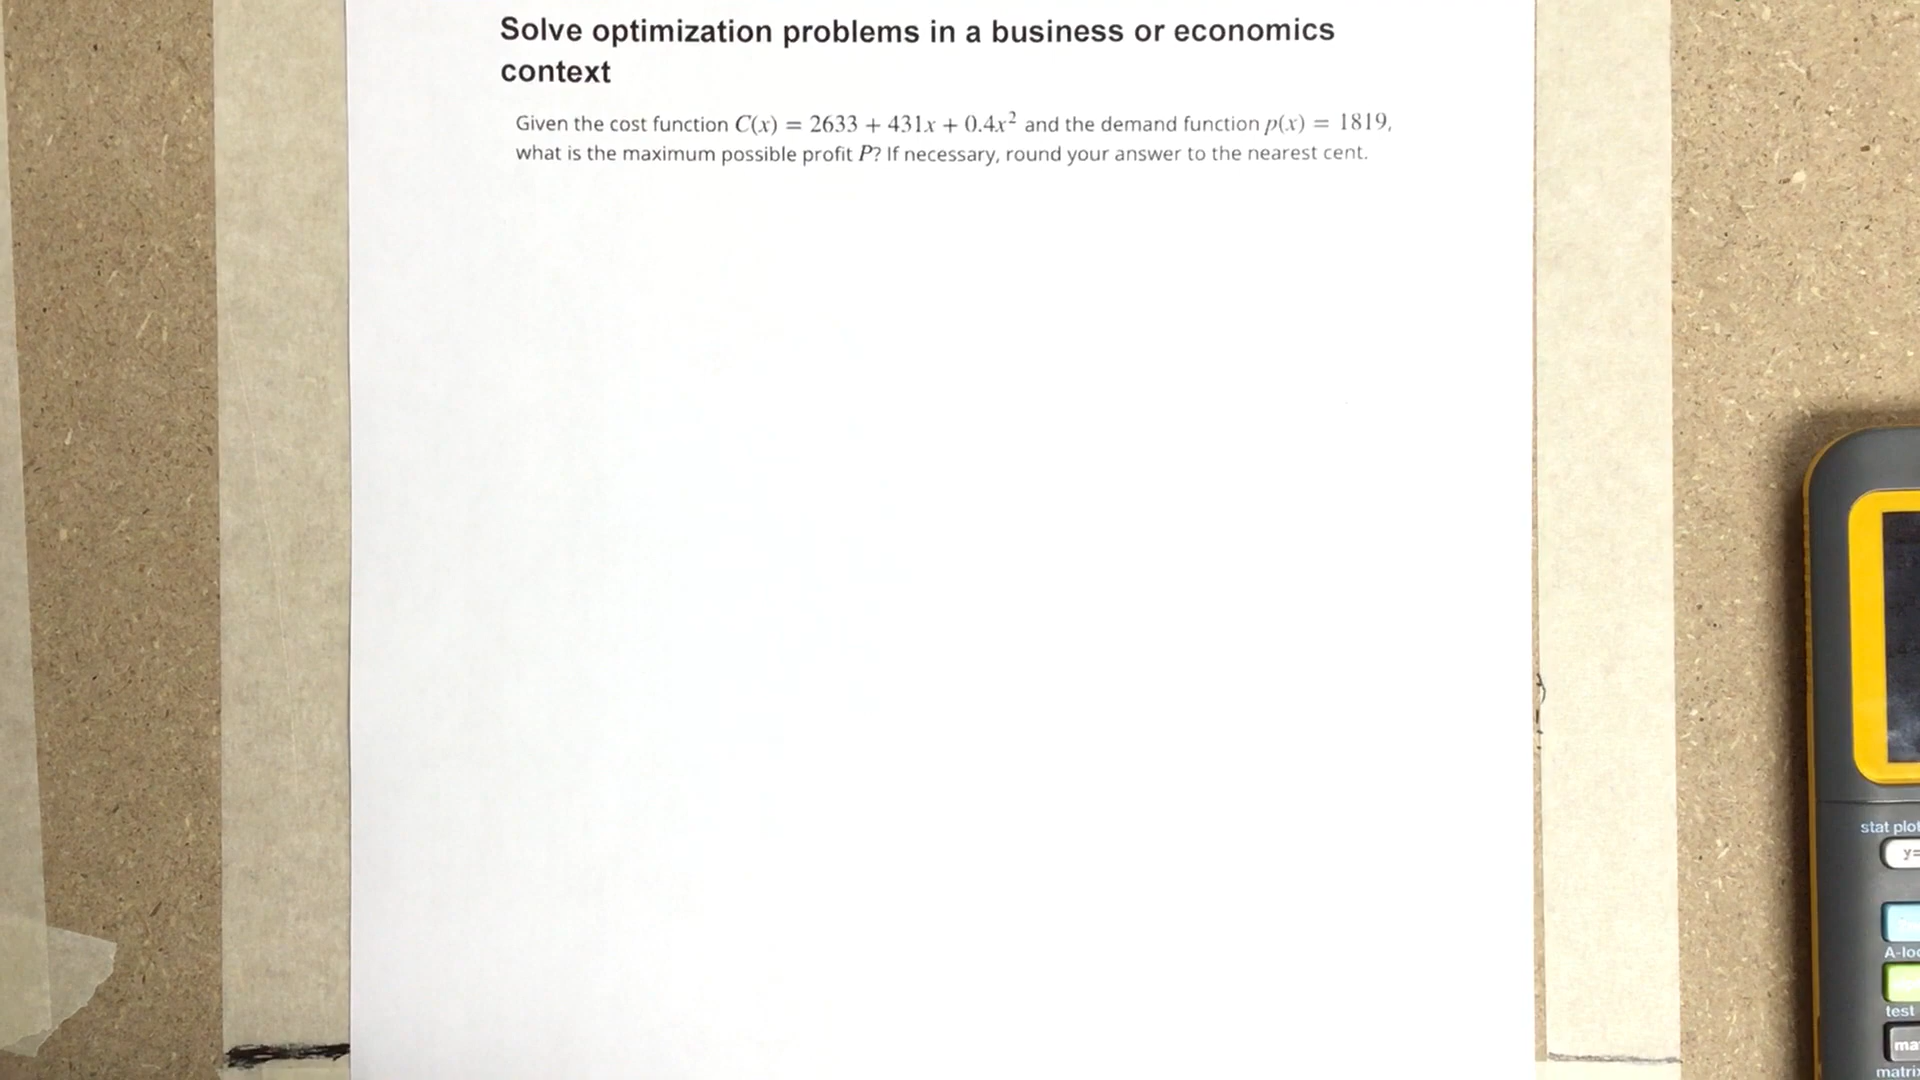 Solve optimization problems in a business or economics
context
Given the cost function C(x) = 2633 + 431x + 0.4x² and the demand function p(x) = 1819,
what is the maximum possible profit P? If necessary, round your answer to the nearest cent.
stat plot
y=
A-loc
test
ma
matrix